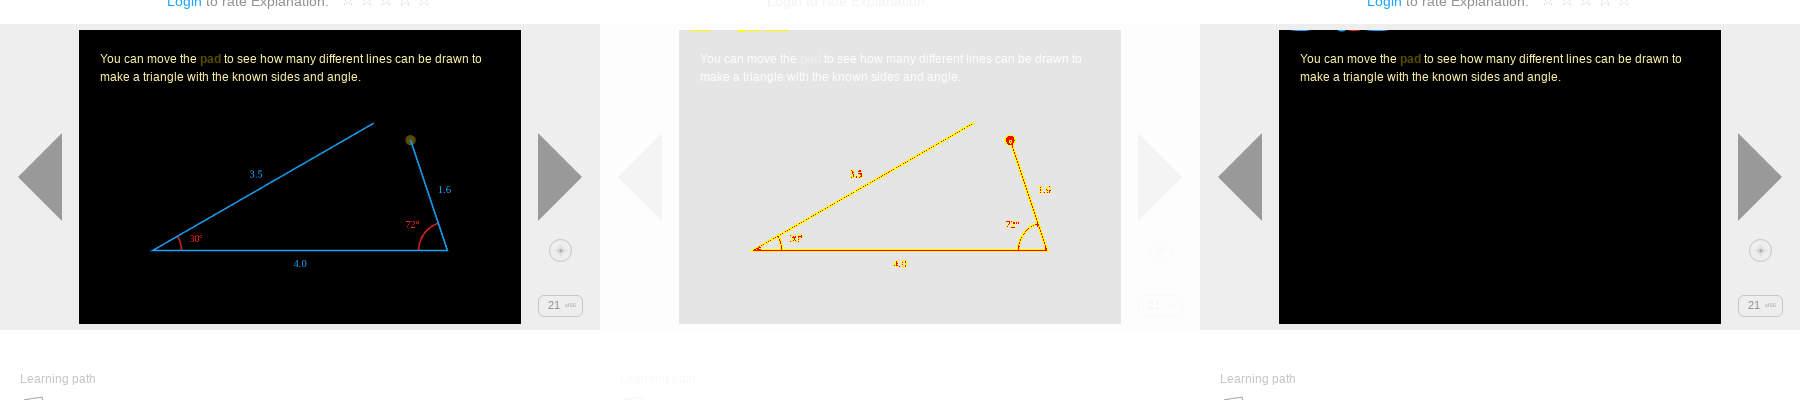 Login to rate Explanation.
Login to rate Explanation.
Login to rate Explanation.
You can move the pad to see how many different lines can be drawn to
make a triangle with the known sides and angle.
3.5
1.6
72°
30°
4.0
21 of 55
Learning path
You can move the pad to see how many different lines can be drawn to
make a triangle with the known sides and angle.
3.5
1.6
72°
30°
4.0
21
Learning path
You can move the pad to see how many different lines can be drawn to
make a triangle with the known sides and angle.
21 of 55
Learning path